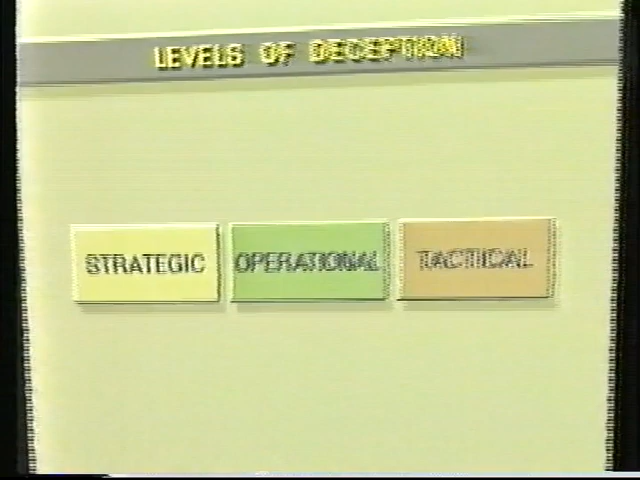 LEVELS OF DECEPTION
STRATEGIC
OPERATIONAL
TACTICAL